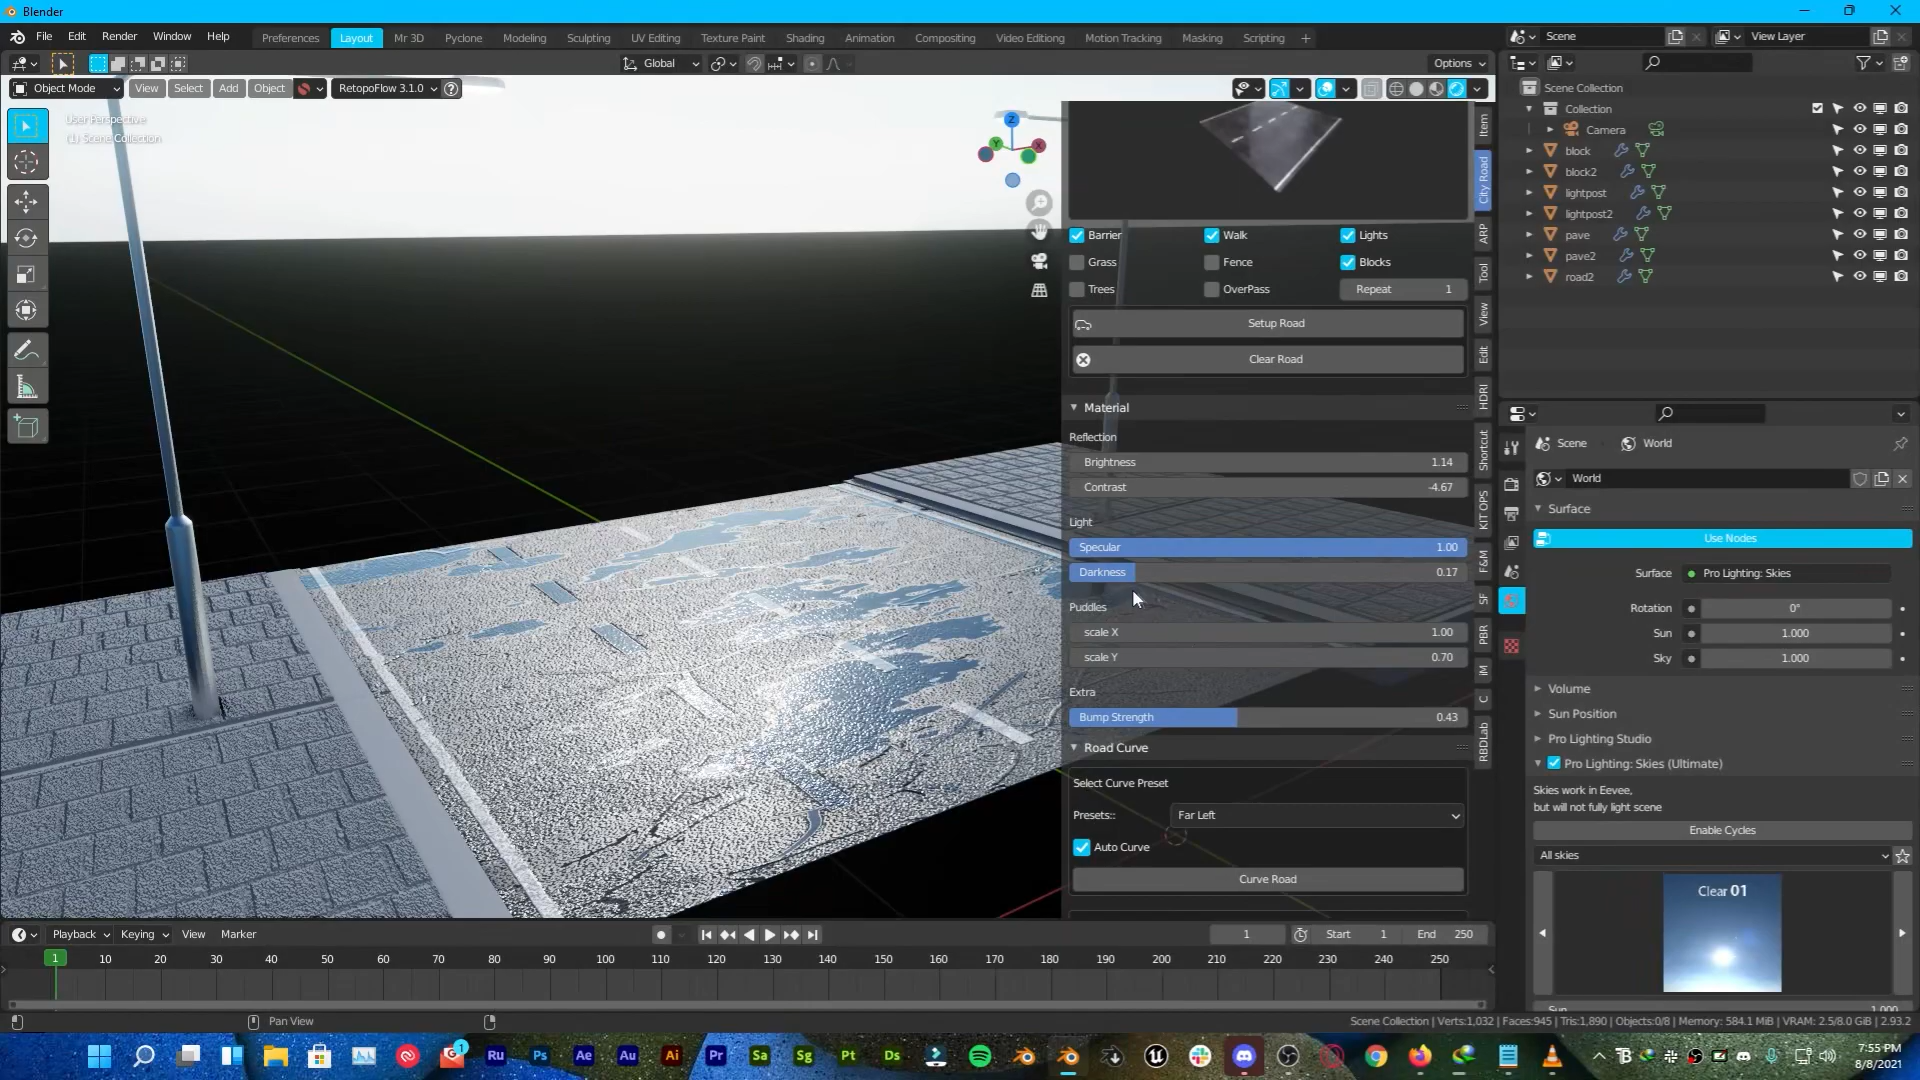 Blender
File Edit Render Window Help Preferences Layout Mr 3D Pyclone Modeling Sculpting UV Editing Texture Paint Shading Animation Compositing Video Editiong Motion Tracking Masking Scripting + Scene View Layer
Global Options
Object Mode View Select Add Object RetopoFlow 3.1.0 ?
User Perspective
(1) Scene Collection
Z
Y X
Item
City Road
ARP
Tool
View
Edit
HDRI
Shortcut
KIT OPS
F&M
SF
PBR
iM
C
RBDLab
Barrier Walk Lights
Grass Fence Blocks
Trees OverPass Repeat 1
Setup Road
Clear Road
Material
Reflection
Brightness 1.14
Contrast -4.67
Light
Specular 1.00
Darkness 0.17
Puddles
scale X 1.00
scale Y 0.70
Extra
Bump Strength 0.43
Road Curve
Select Curve Preset
Presets:: Far Left
Auto Curve
Curve Road
Scene Collection
Collection
Camera
block
block2
lightpost
lightpost2
pave
pave2
road2
Scene World
World
Surface
Use Nodes
Surface Pro Lighting: Skies
Rotation 0°
Sun 1.000
Sky 1.000
Volume
Sun Position
Pro Lighting Studio
Pro Lighting: Skies (Ultimate)
Skies work in Eevee,
but will not fully light scene
Enable Cycles
All skies
Clear 01
Sun 1.000
Playback Keying View Marker 1 Start 1 End 250
1 10 20 30 40 50 60 70 80 90 100 110 120 130 140 150 160 170 180 190 200 210 220 230 240 250
Pan View Scene Collection | Verts:1,032 | Faces:945 | Tris:1,890 | Objects:0/8 | Memory: 584.1 MiB | VRAM: 2.5/8.0 GiB | 2.93.2
1 Ru Ps Ae Au Ai Pr Sa Sg Pt Ds
7:55 PM
8/8/2021